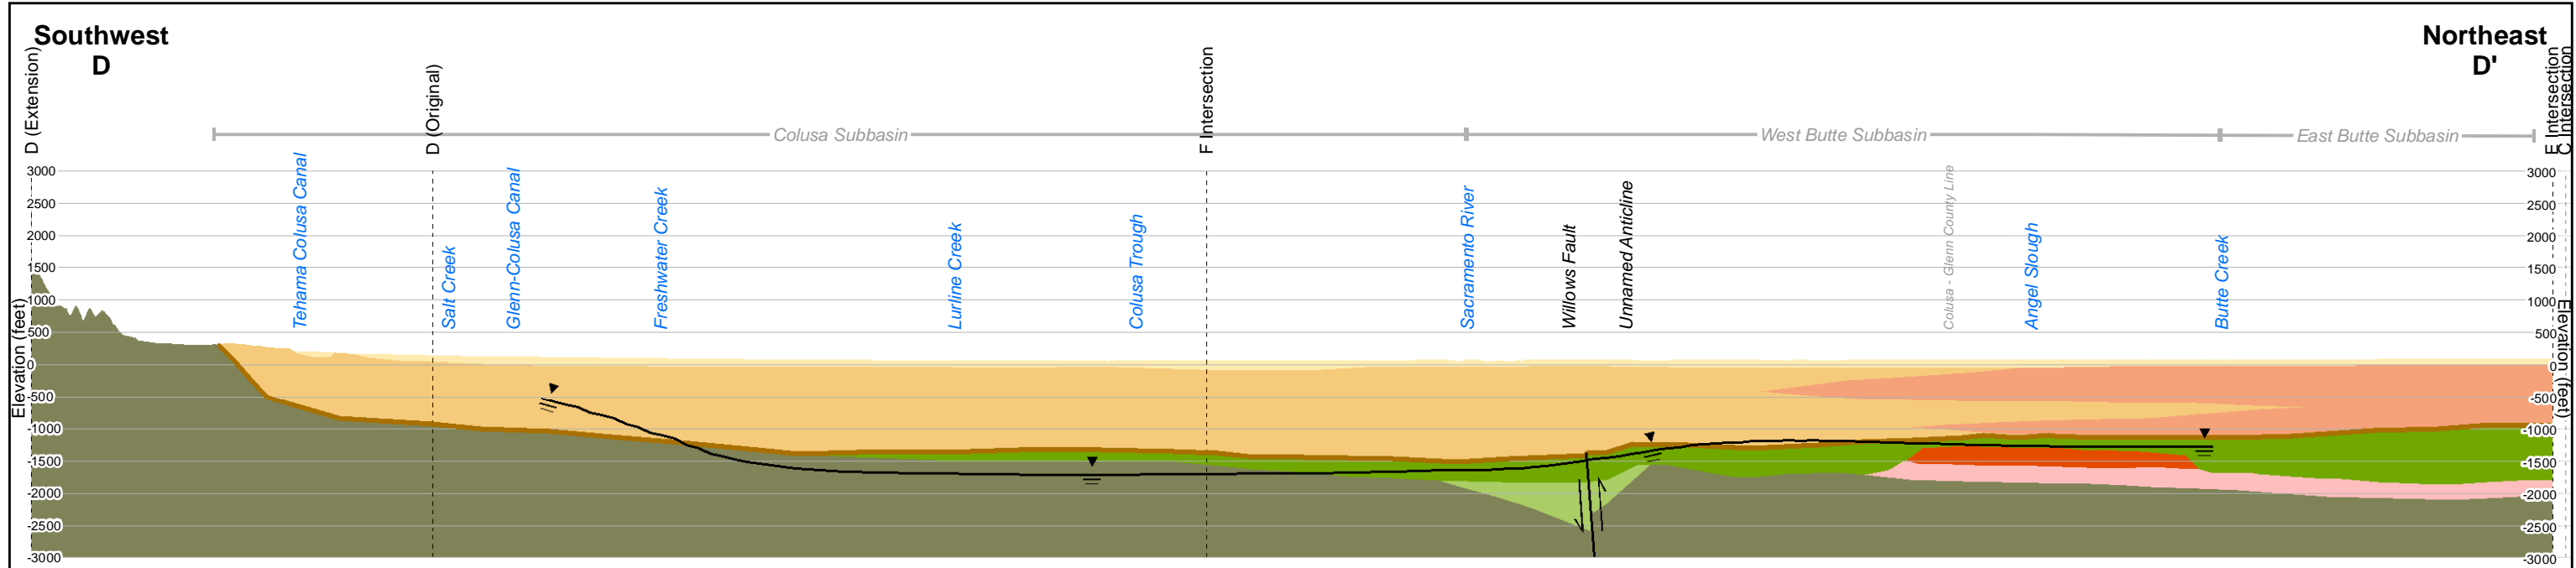 Southwest
D
Northeast
D'
D (Extension)
D (Original)
F Intersection
E Intersection
C Intersection
Colusa Subbasin
West Butte Subbasin
East Butte Subbasin
Tehama Colusa Canal
Salt Creek
Glenn-Colusa Canal
Freshwater Creek
Lurline Creek
Colusa Trough
Sacramento River
Willows Fault
Unnamed Anticline
Colusa - Glenn County Line
Angel Slough
Butte Creek
Elevation (feet)
3000
2500
2000
1500
1000
500
0
-500
-1000
-1500
-2000
-2500
-3000
Elevation (feet)
3000
2500
2000
1500
1000
500
0
-500
-1000
-1500
-2000
-2500
-3000